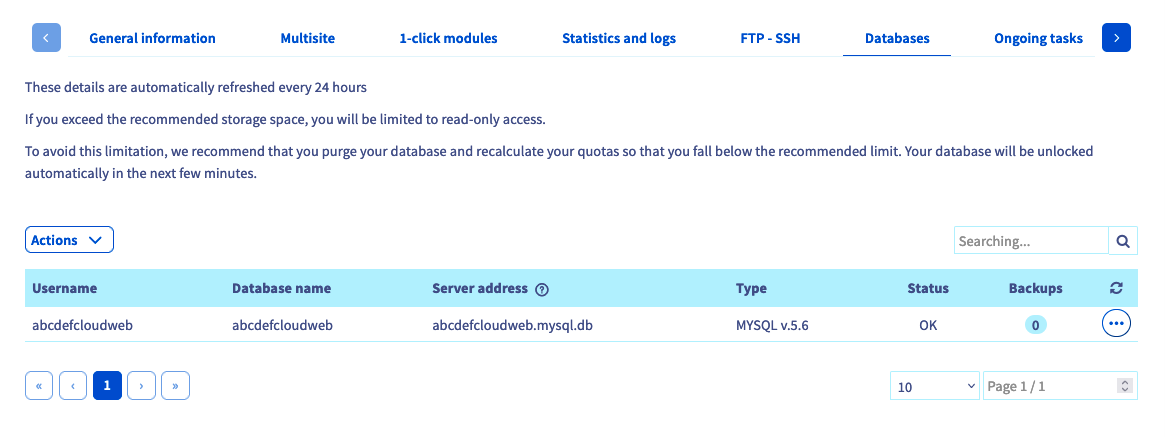 General information Multisite 1-click modules Statistics and logs FTP - SSH Databases Ongoing tasks
These details are automatically refreshed every 24 hours
If you exceed the recommended storage space, you will be limited to read-only access.
To avoid this limitation, we recommend that you purge your database and recalculate your quotas so that you fall below the recommended limit. Your database will be unlocked
automatically in the next few minutes.
Actions Searching...
Username Database name Server address Type Status Backups
abcdefcloudweb abcdefcloudweb abcdefcloudweb.mysql.db MYSQL v.5.6 OK 0
« ‹ 1 › » 10 Page 1 / 1